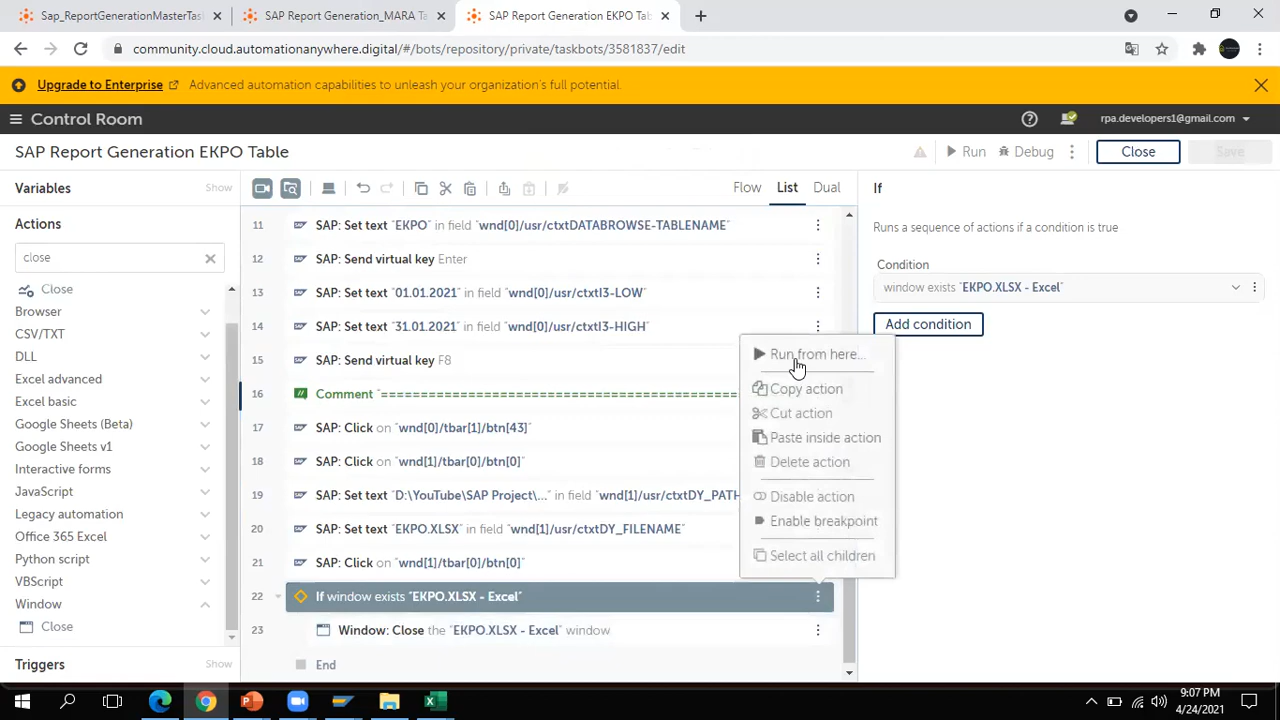 Sap_ReportGenerationMasterTas
SAP Report Generation_MARA Ta
SAP Report Generation EKPO Tab
community.cloud.automationanywhere.digital/#/bots/repository/private/taskbots/3581837/edit
Upgrade to Enterprise Advanced automation capabilities to unleash your organization's full potential.
Control Room
rpa.developers1@gmail.com
SAP Report Generation EKPO Table
Run
Debug
Close
Save
Variables Show
Flow List Dual
If
Actions
close
Close
Browser
CSV/TXT
DLL
Excel advanced
Excel basic
Google Sheets (Beta)
Google Sheets v1
Interactive forms
JavaScript
Legacy automation
Office 365 Excel
Python script
VBScript
Window
Close
Triggers Show
11 SAP: Set text "EKPO" in field "wnd[0]/usr/ctxtDATABROWSE-TABLENAME"
12 SAP: Send virtual key Enter
13 SAP: Set text "01.01.2021" in field "wnd[0]/usr/ctxtI3-LOW"
14 SAP: Set text "31.01.2021" in field "wnd[0]/usr/ctxtI3-HIGH"
15 SAP: Send virtual key F8
16 Comment "=============================================
17 SAP: Click on "wnd[0]/tbar[1]/btn[43]"
18 SAP: Click on "wnd[1]/tbar[0]/btn[0]"
19 SAP: Set text "D:\YouTube\SAP Project\..." in field "wnd[1]/usr/ctxtDY_PATH
20 SAP: Set text "EKPO.XLSX" in field "wnd[1]/usr/ctxtDY_FILENAME"
21 SAP: Click on "wnd[1]/tbar[0]/btn[0]"
22 If window exists "EKPO.XLSX - Excel"
23 Window: Close the "EKPO.XLSX - Excel" window
End
Run from here...
Copy action
Cut action
Paste inside action
Delete action
Disable action
Enable breakpoint
Select all children
Runs a sequence of actions if a condition is true
Condition
window exists "EKPO.XLSX - Excel"
Add condition
9:07 PM
4/24/2021